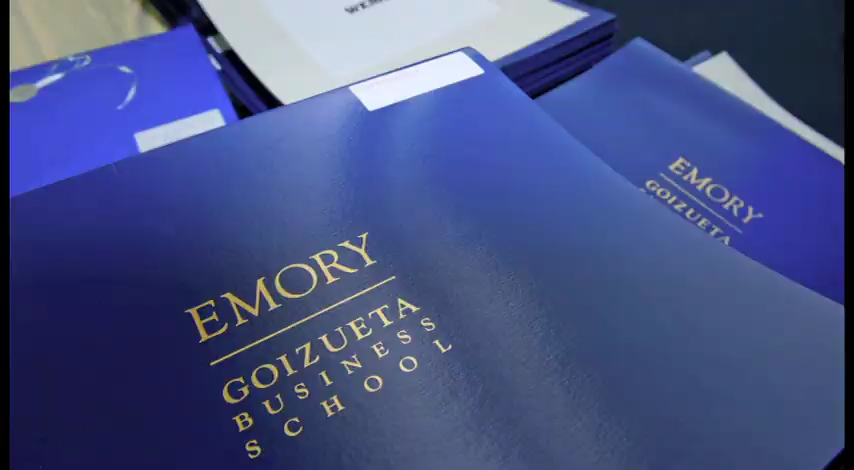 EMORY
GOIZUETA
BUSINESS
SCHOOL
EMORY
GOIZUETA